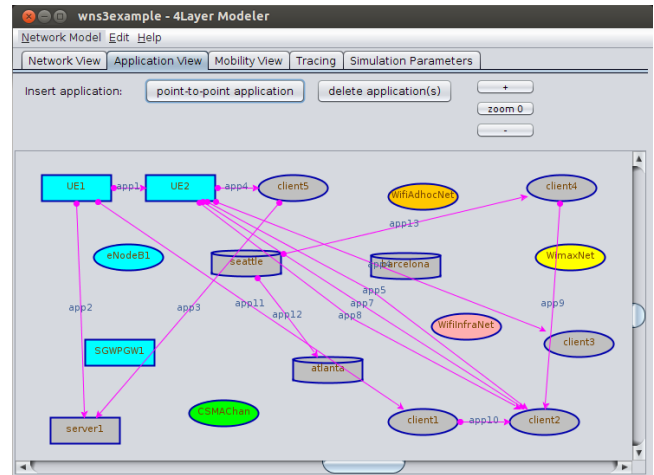 wns3example - 4Layer Modeler
Network Model Edit Help
Network View Application View Mobility View Tracing Simulation Parameters
Insert application: point-to-point application delete application(s)
+
zoom 0
-
UE1 app1 UE2 app4 client5 WifiAdhocNet client4
app13
eNodeB1 seattle barcelona WimaxNet
app5
app2 app3 app11 app7 app9
app12 app8
WifiInfraNet
client3
SGWPGW1
atlanta
CSMAChan
server1 client1 app10 client2